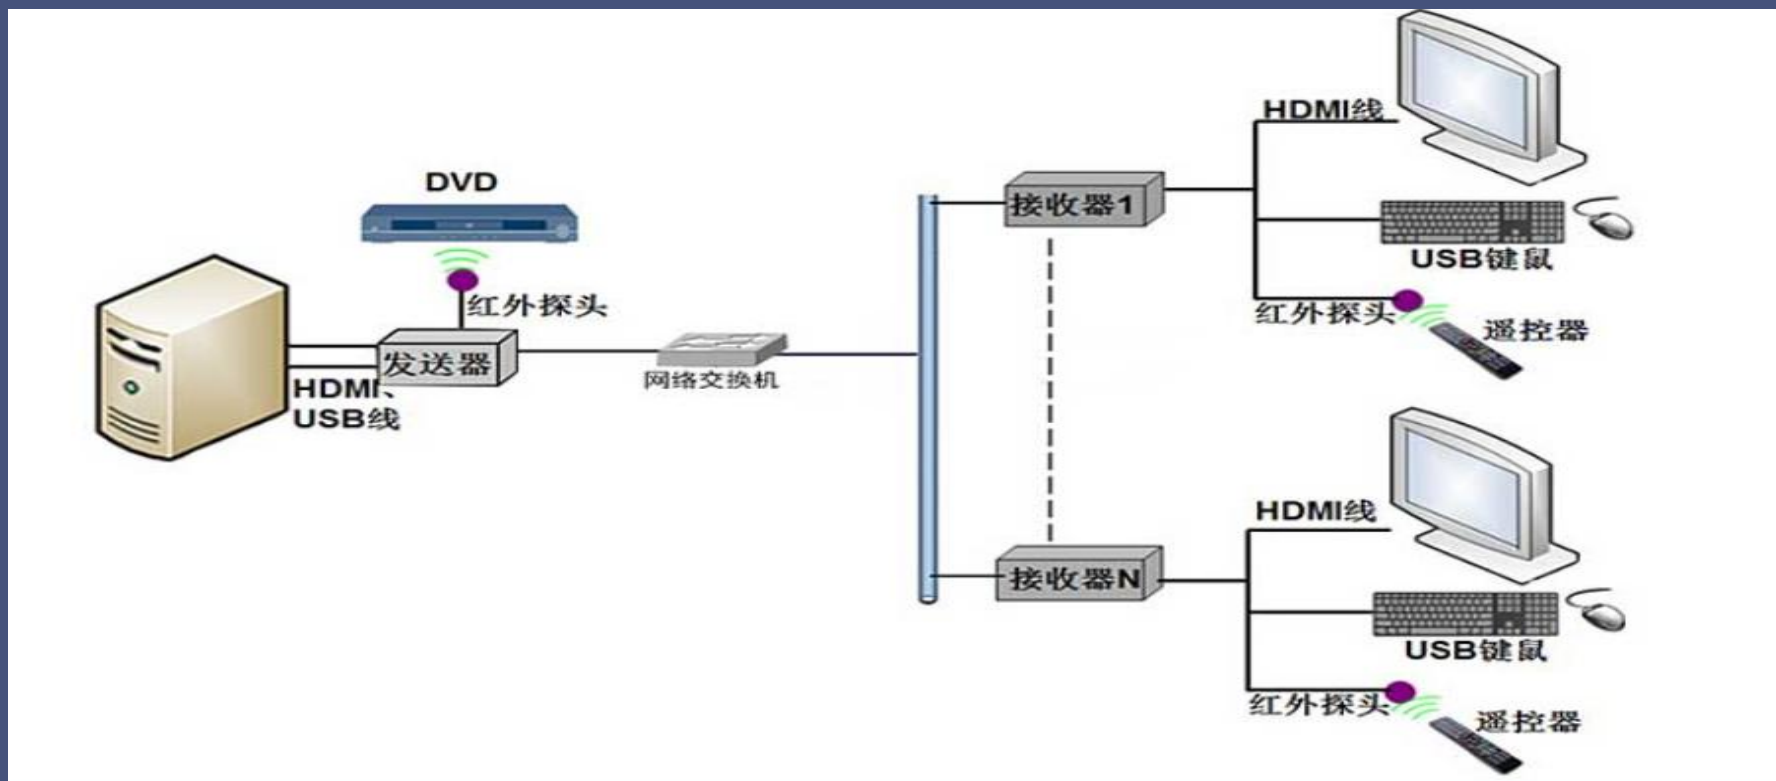 DVD
红外探头
发送器
HDMI、
USB线
网络交换机
接收器1
HDMI线
USB键鼠
红外探头
遥控器
接收器N
HDMI线
USB键鼠
红外探头
遥控器